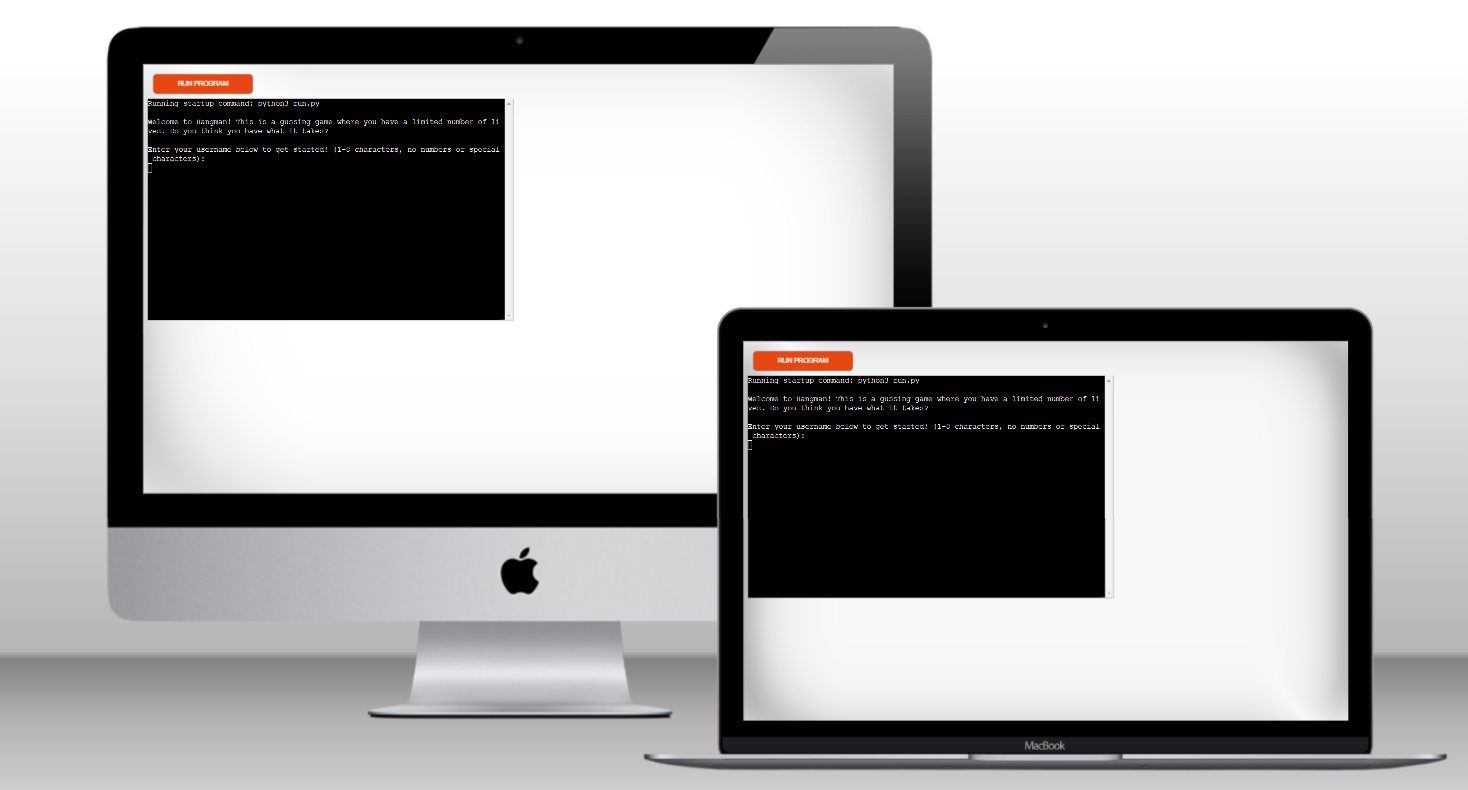 RUN PROGRAM
Running startup command: python3 run.py
Welcome to Hangman! This is a gussing game where you have a limited number of li
ves. Do you think you have what it takes?
Enter your username below to get started! (1-8 characters, no numbers or special
characters):
RUN PROGRAM
Running startup command: python3 run.py
Welcome to Hangman! This is a gussing game where you have a limited number of li
ves. Do you think you have what it takes?
Enter your username below to get started! (1-8 characters, no numbers or special
characters):
MacBook